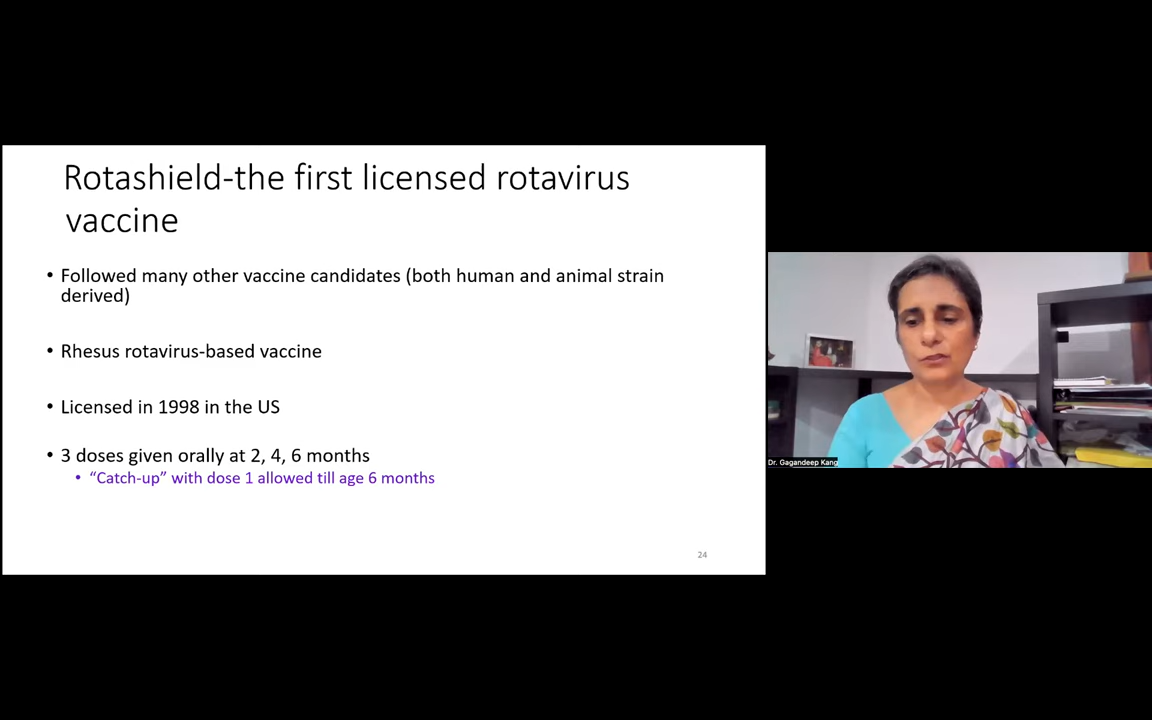 Rotashield-the first licensed rotavirus
vaccine
• Followed many other vaccine candidates (both human and animal strain
derived)
• Rhesus rotavirus-based vaccine
• Licensed in 1998 in the US
• 3 doses given orally at 2, 4, 6 months
• “Catch-up” with dose 1 allowed till age 6 months
24
Dr. Gagandeep Kang